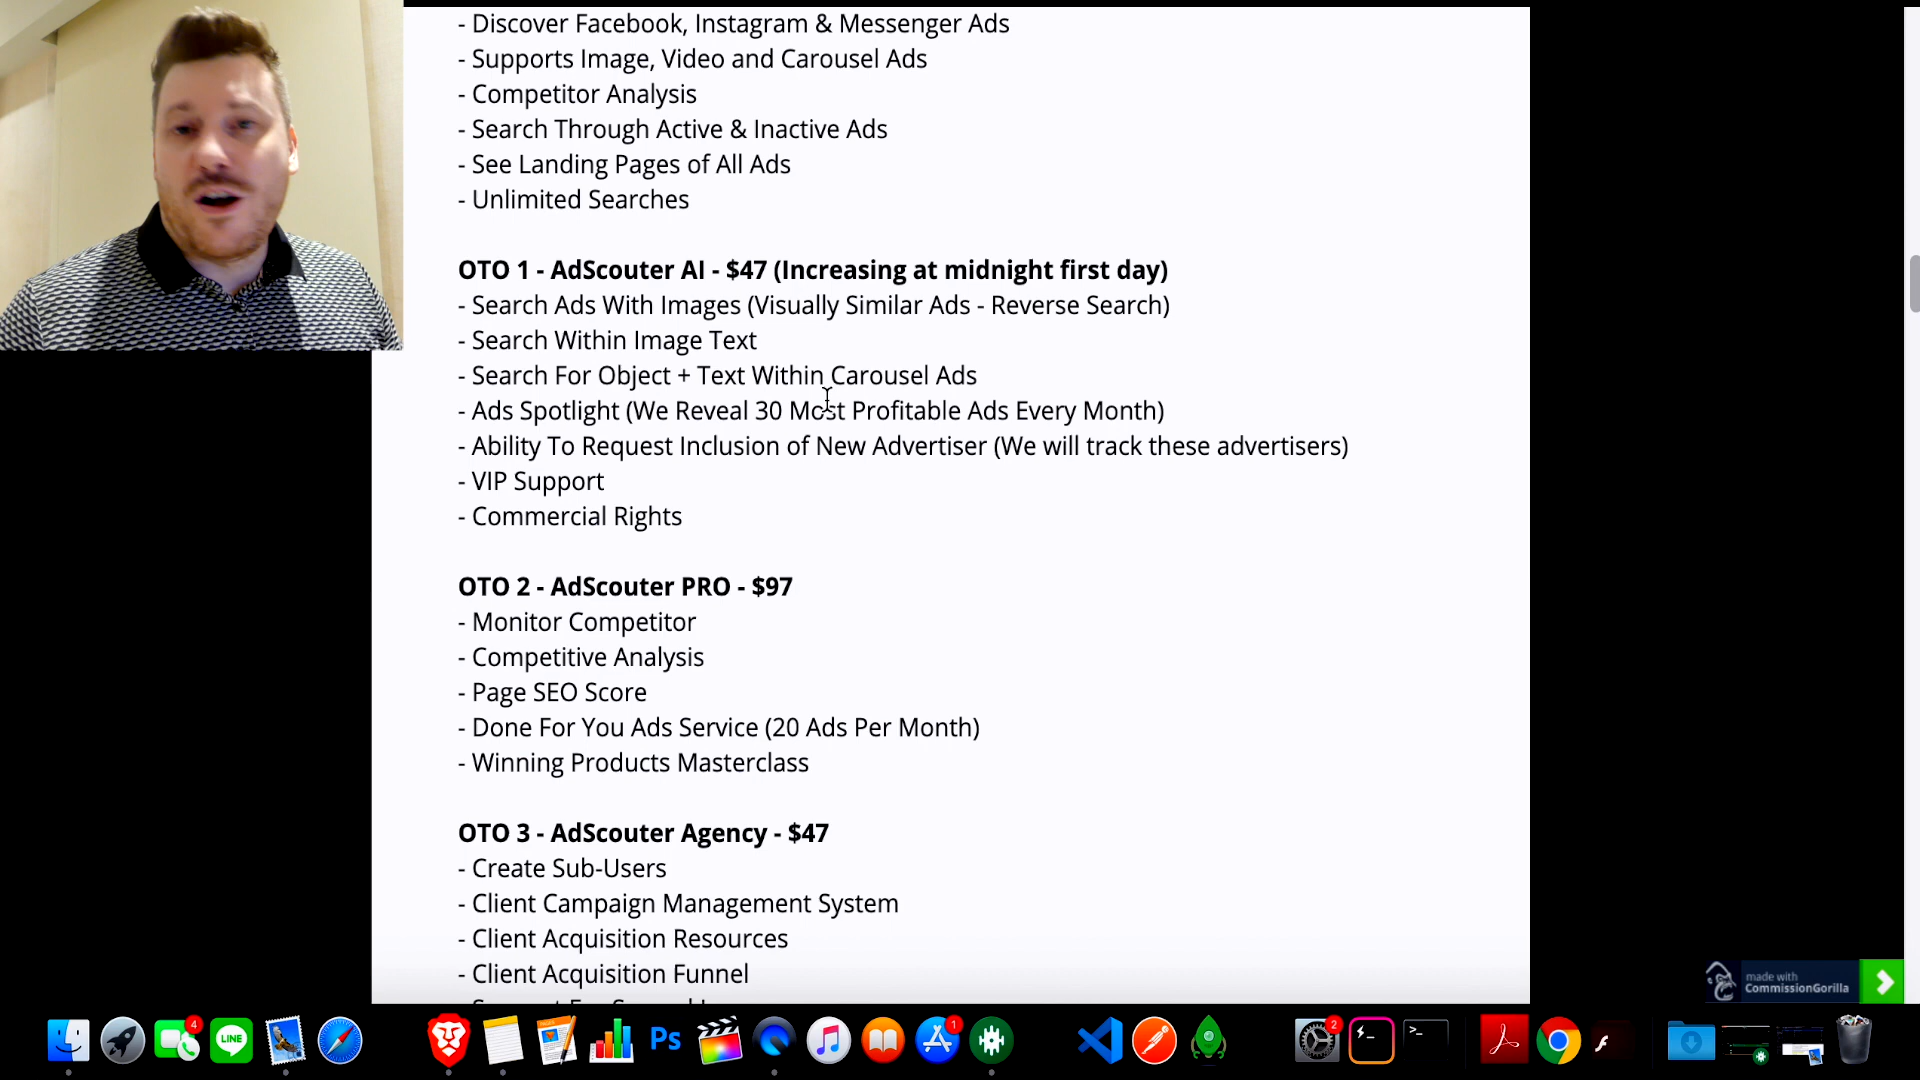 - Discover Facebook, Instagram & Messenger Ads
- Supports Image, Video and Carousel Ads
- Competitor Analysis
- Search Through Active & Inactive Ads
- See Landing Pages of All Ads
- Unlimited Searches
OTO 1 - AdScouter AI - $47 (Increasing at midnight first day)
- Search Ads With Images (Visually Similar Ads - Reverse Search)
- Search Within Image Text
- Search For Object + Text Within Carousel Ads
- Ads Spotlight (We Reveal 30 Most Profitable Ads Every Month)
- Ability To Request Inclusion of New Advertiser (We will track these advertisers)
- VIP Support
- Commercial Rights
OTO 2 - AdScouter PRO - $97
- Monitor Competitor
- Competitive Analysis
- Page SEO Score
- Done For You Ads Service (20 Ads Per Month)
- Winning Products Masterclass
OTO 3 - AdScouter Agency - $47
- Create Sub-Users
- Client Campaign Management System
- Client Acquisition Resources
- Client Acquisition Funnel
made with
CommissionGorilla
4
LINE
Ps
1
2